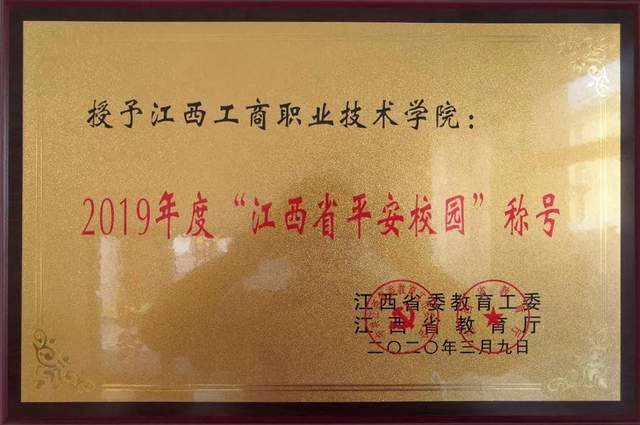 授予江西工商职业技术学院：
2019年度“江西省平安校园”称号
江西省委教育工委
江西省教育厅
二〇二〇年三月九日